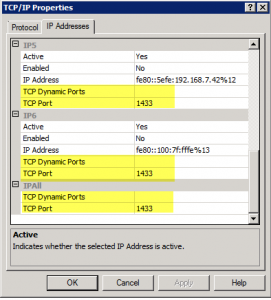 TCP/IP Properties
Protocol IP Addresses
IP5
Active Yes
Enabled No
IP Address fe80::5efe:192.168.7.42%12
TCP Dynamic Ports
TCP Port 1433
IP6
Active Yes
Enabled No
IP Address fe80::100:7f:fffe%13
TCP Dynamic Ports
TCP Port 1433
IPAll
TCP Dynamic Ports
TCP Port 1433
Active
Indicates whether the selected IP Address is active.
OK Cancel Apply Help